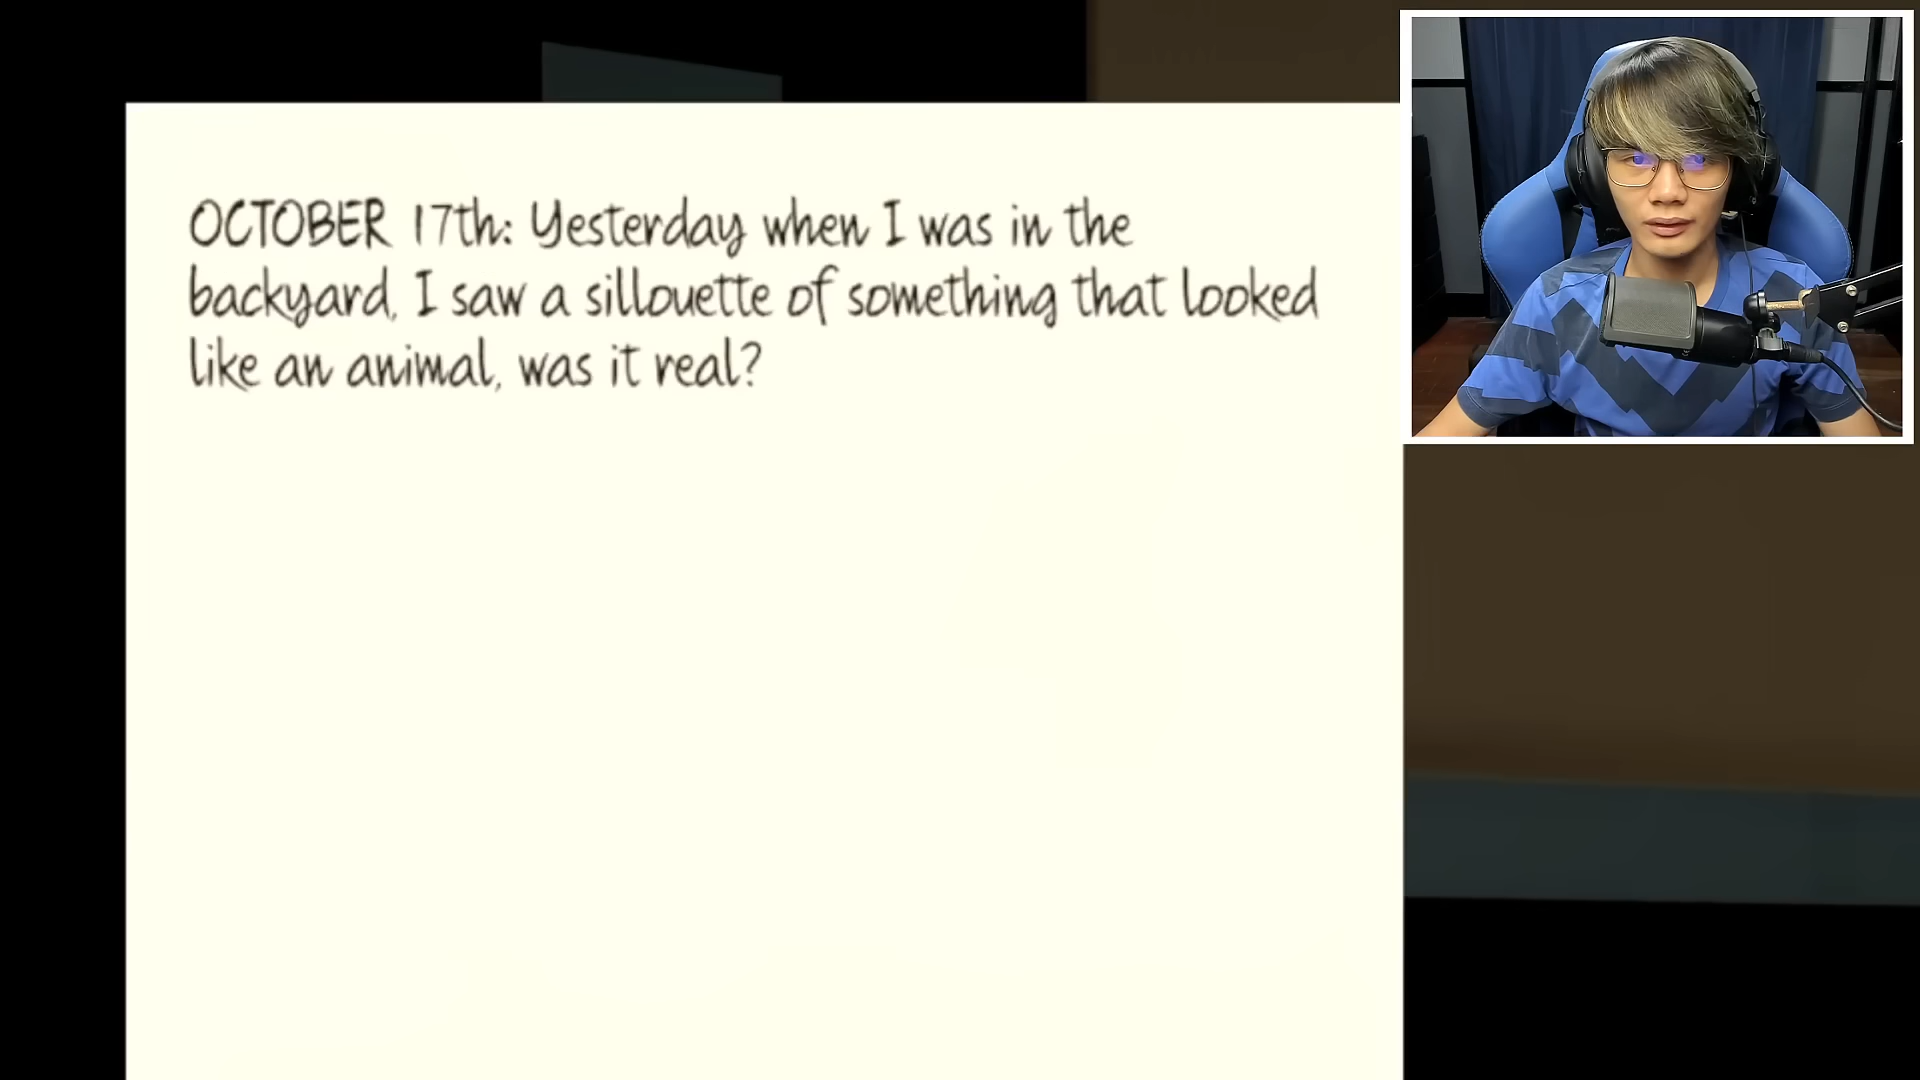 OCTOBER 17th: Yesterday when I was in the
backyard, I saw a sillouette of something that looked
like an animal, was it real?